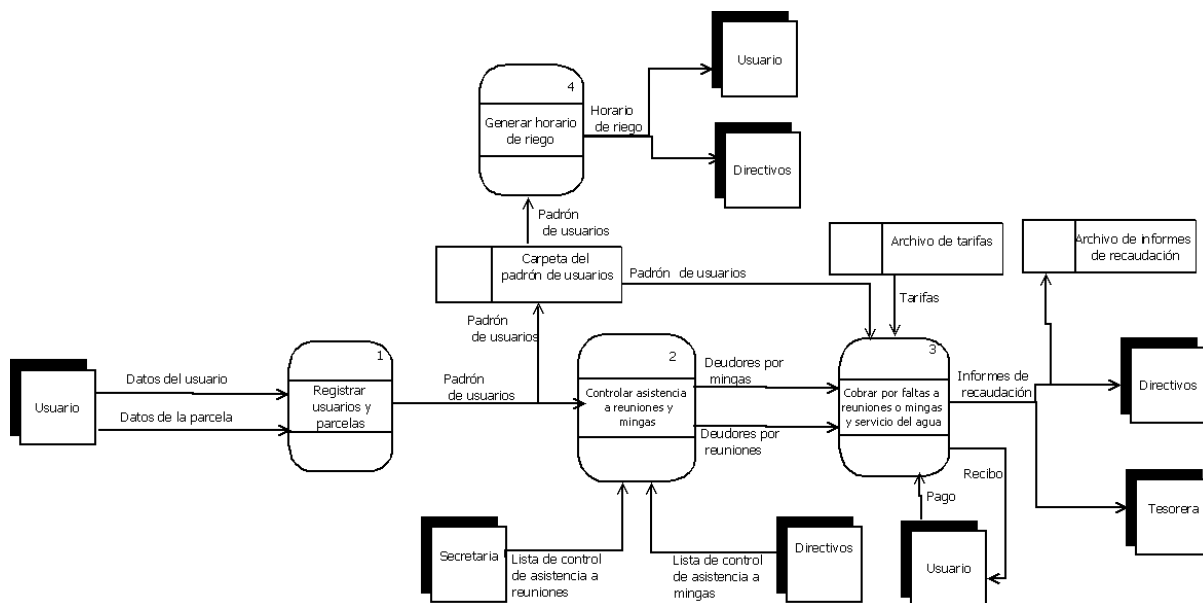 Usuario
4
Generar horario
de riego
Horario
de riego
Directivos
Padrón
de usuarios
Carpeta del
padrón de usuarios
Padrón de usuarios
Archivo de tarifas
Tarifas
Archivo de informes
de recaudación
Padrón
de usuarios
Usuario
Datos del usuario
Datos de la parcela
1
Registrar
usuarios y
parcelas
Padrón
de usuarios
2
Controlar asistencia
a reuniones y
mingas
Deudores por
mingas
Deudores por
reuniones
3
Cobrar por faltas a
reuniones o mingas
y servicio del agua
Informes de
recaudación
Directivos
Recibo
Pago
Tesorera
Secretaria
Lista de control
de asistencia a
reuniones
Lista de control
de asistencia a
mingas
Directivos
Usuario